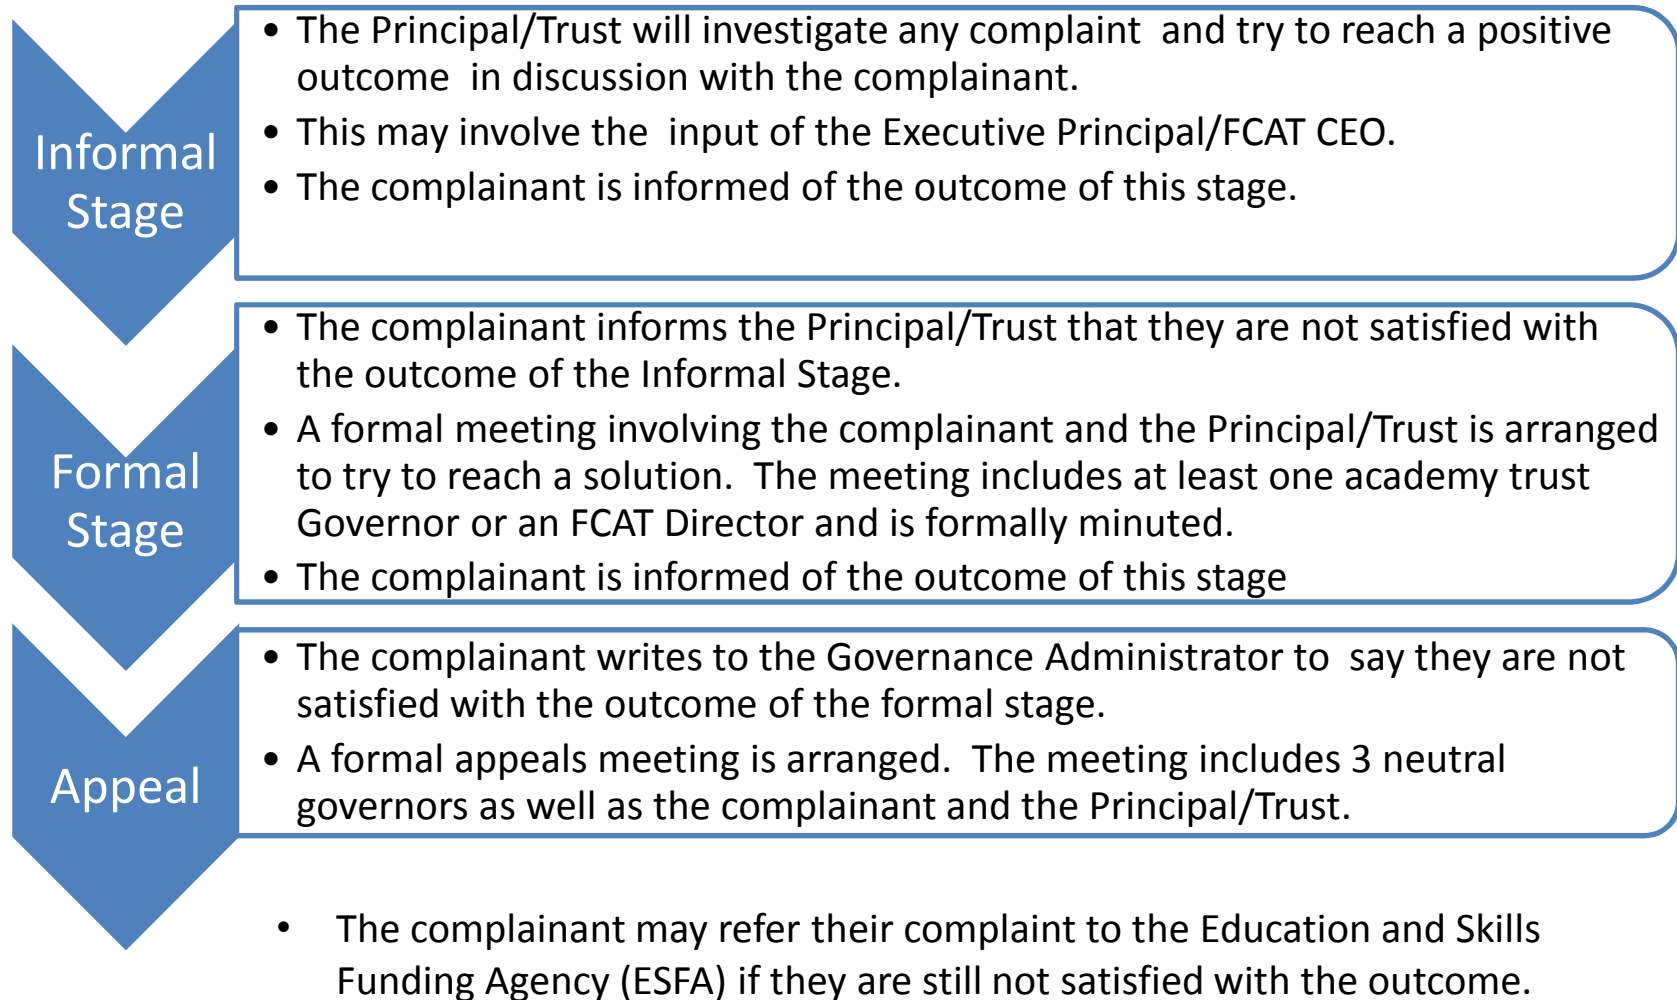 Informal
Stage
• The Principal/Trust will investigate any complaint  and try to reach a positive
outcome  in discussion with the complainant.
• This may involve the  input of the Executive Principal/FCAT CEO.
• The complainant is informed of the outcome of this stage.
Formal
Stage
• The complainant informs the Principal/Trust that they are not satisfied with
the outcome of the Informal Stage.
• A formal meeting involving the complainant and the Principal/Trust is arranged
to try to reach a solution.  The meeting includes at least one academy trust
Governor or an FCAT Director and is formally minuted.
• The complainant is informed of the outcome of this stage
Appeal
• The complainant writes to the Governance Administrator to  say they are not
satisfied with the outcome of the formal stage.
• A formal appeals meeting is arranged.  The meeting includes 3 neutral
governors as well as the complainant and the Principal/Trust.
• The complainant may refer their complaint to the Education and Skills
Funding Agency (ESFA) if they are still not satisfied with the outcome.